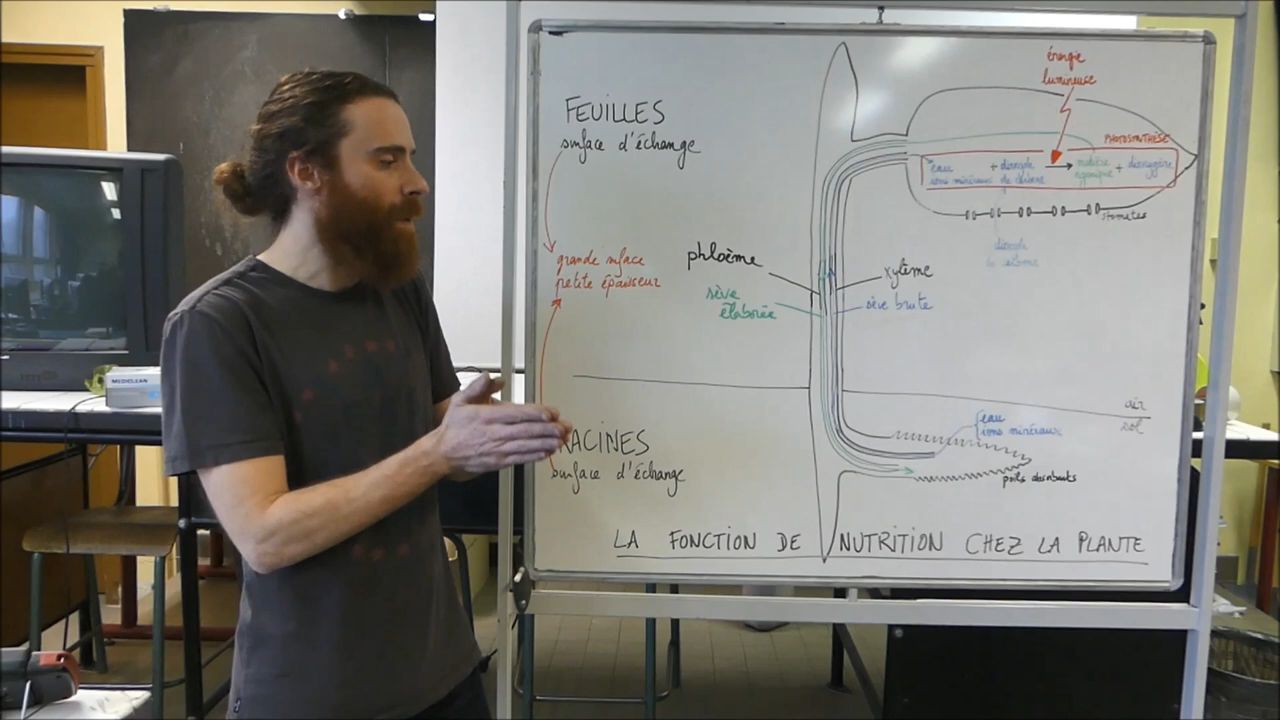 FEUILLES
surface d'échange
grande surface
petite épaisseur
RACINES
surface d'échange
énergie
lumineuse
PHOTOSYNTHÈSE
eau + dioxyde → matière + dioxygène
ions minéraux de carbone organique
stomates
dioxyde
de carbone
phloème
xylème
sève
élaborée
sève brute
air
sol
eau
ions minéraux
poils absorbants
LA FONCTION DE NUTRITION CHEZ LA PLANTE
MEDICLEAN